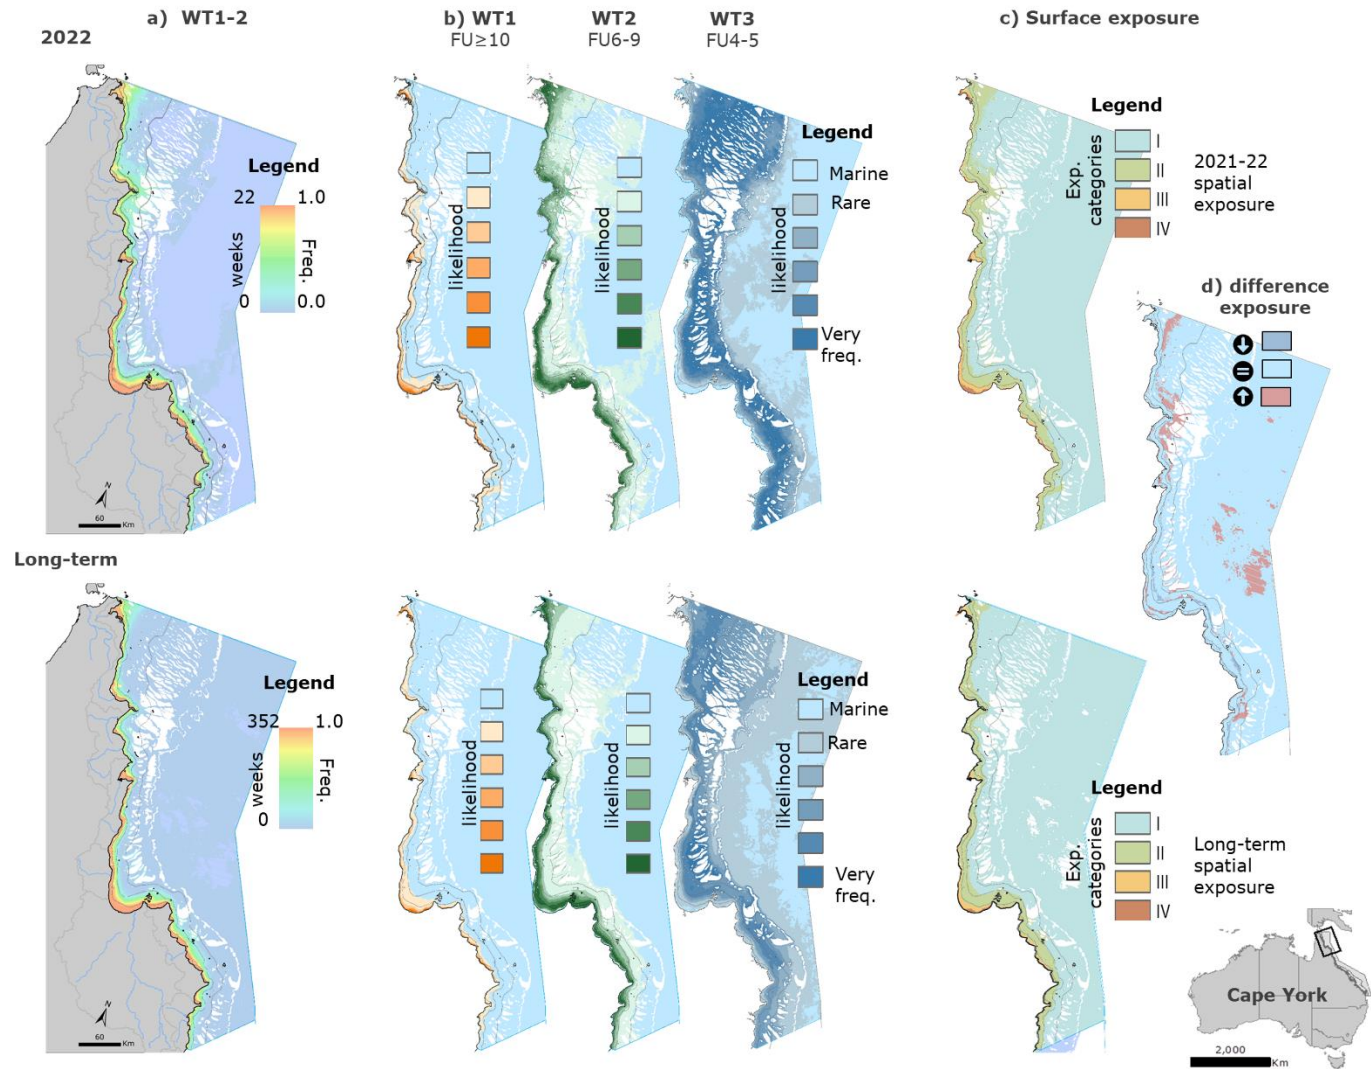 a) WT1-2
b) WT1
FU≥10
WT2
FU6-9
WT3
FU4-5
c) Surface exposure
2022
Legend
22
1.0
weeks
Freq.
0
0.0
N
60
Km
likelihood
likelihood
Legend
Marine
Rare
likelihood
Very
freq.
Legend
Exp.
categories
I
II
III
IV
2021-22
spatial
exposure
d) difference
exposure
Long-term
Legend
352
1.0
weeks
Freq.
0
0.0
N
60
Km
likelihood
likelihood
Legend
Marine
Rare
likelihood
Very
freq.
Legend
Exp.
categories
I
II
III
IV
Long-term
spatial
exposure
Cape York
2,000
Km